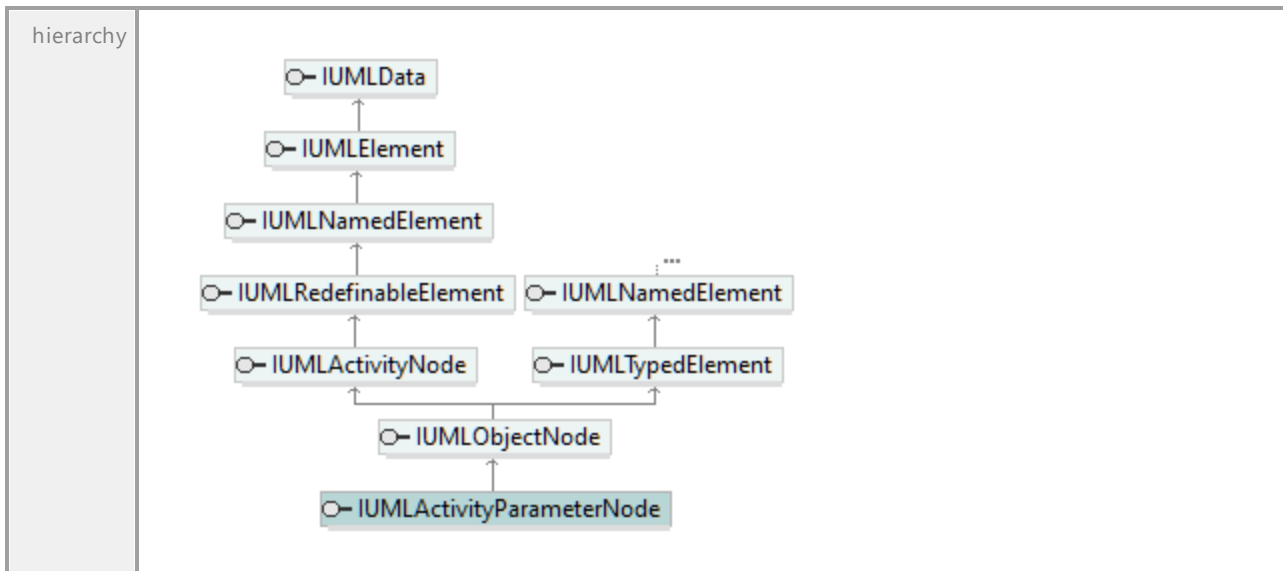 hierarchy
IUMLData
IUMLElement
IUMLNamedElement
IUMLRedefinableElement IUMLNamedElement
IUMLActivityNode IUMLTypedElement
IUMLObjectNode
IUMLActivityParameterNode